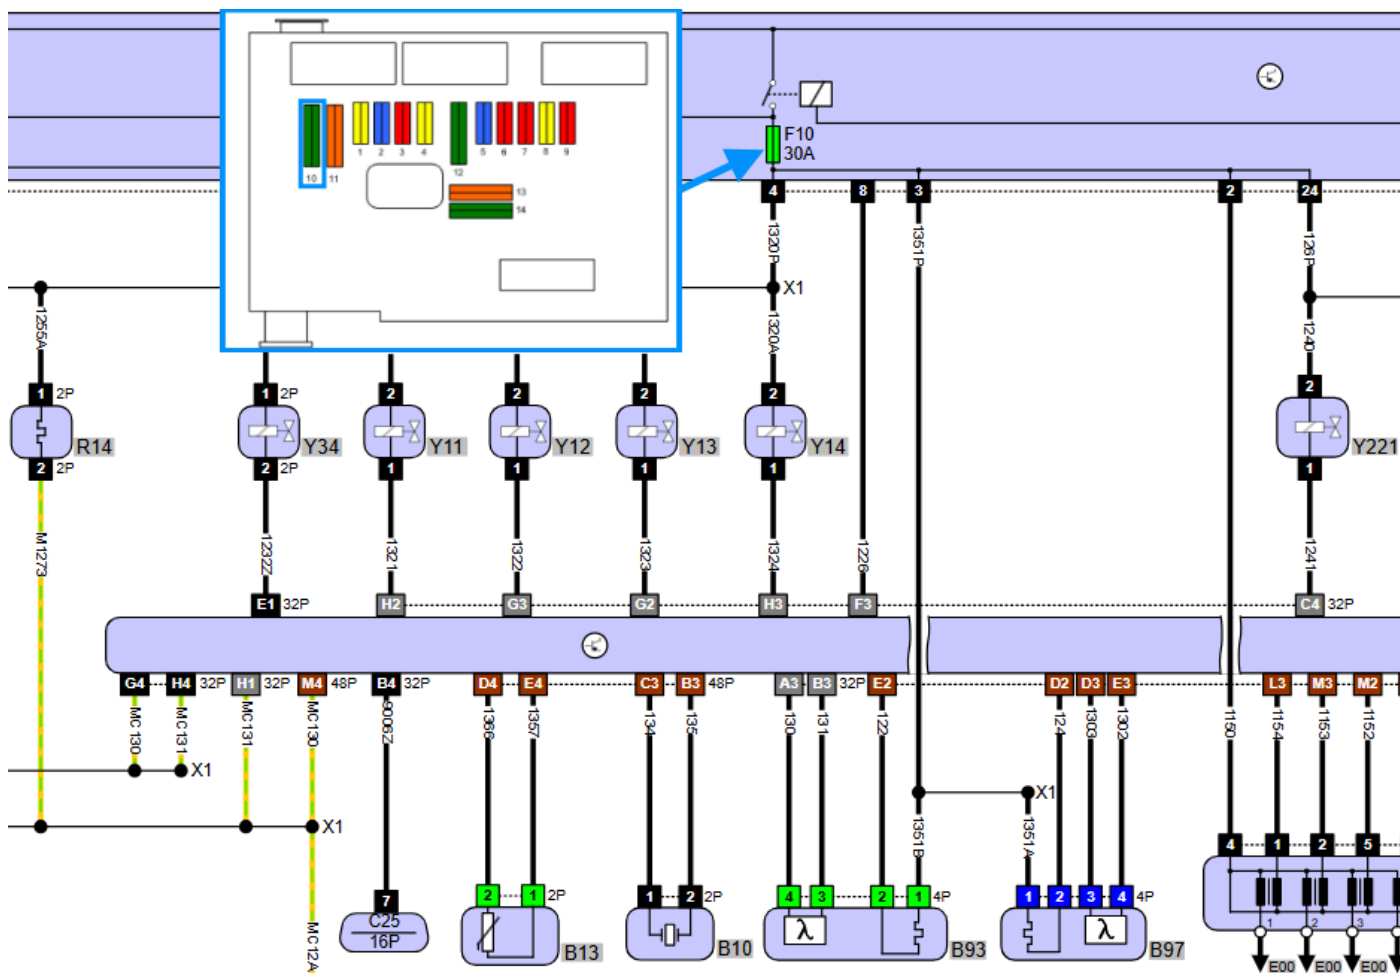 10
11
1
2
3
4
12
5
6
7
8
9
13
14
F10
30A
4
8
3
2
24
1320P
1351P
126P
X1
1255A
1320A
1240
1
2P
1
2P
2
2
2
2
2
R14
Y34
Y11
Y12
Y13
Y14
Y221
2
2P
2
2P
1
1
1
1
1
M1273
1232Z
1321
1322
1323
1324
1226
1241
E1
32P
H2
G3
G2
H3
F3
C4
32P
G4
H4
32P
H1
32P
M4
48P
B4
32P
D4
E4
C3
B3
48P
A3
B3
32P
E2
D2
D3
E3
L3
M3
M2
MC130
MC131
MC131
MC130
9006Z
1366
1357
134
135
130
131
122
124
1303
1302
1150
1154
1153
1152
X1
X1
X1
1351B
1351A
4
1
2
5
7
2
1
2P
1
2
2P
4
3
2
1
4P
1
2
3
4
4P
C25
16P
MC12A
λ
λ
B13
B10
B93
B97
1
2
3
E00
E00
E00